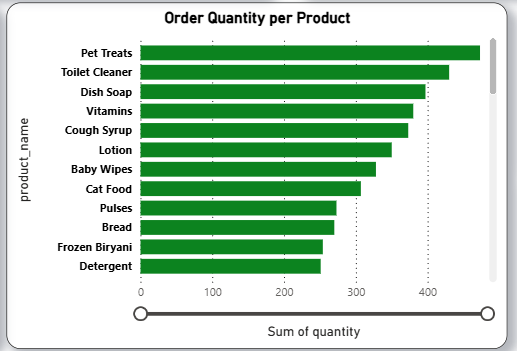 Order Quantity per Product
product_name
Pet Treats
Toilet Cleaner
Dish Soap
Vitamins
Cough Syrup
Lotion
Baby Wipes
Cat Food
Pulses
Bread
Frozen Biryani
Detergent
0 100 200 300 400
Sum of quantity